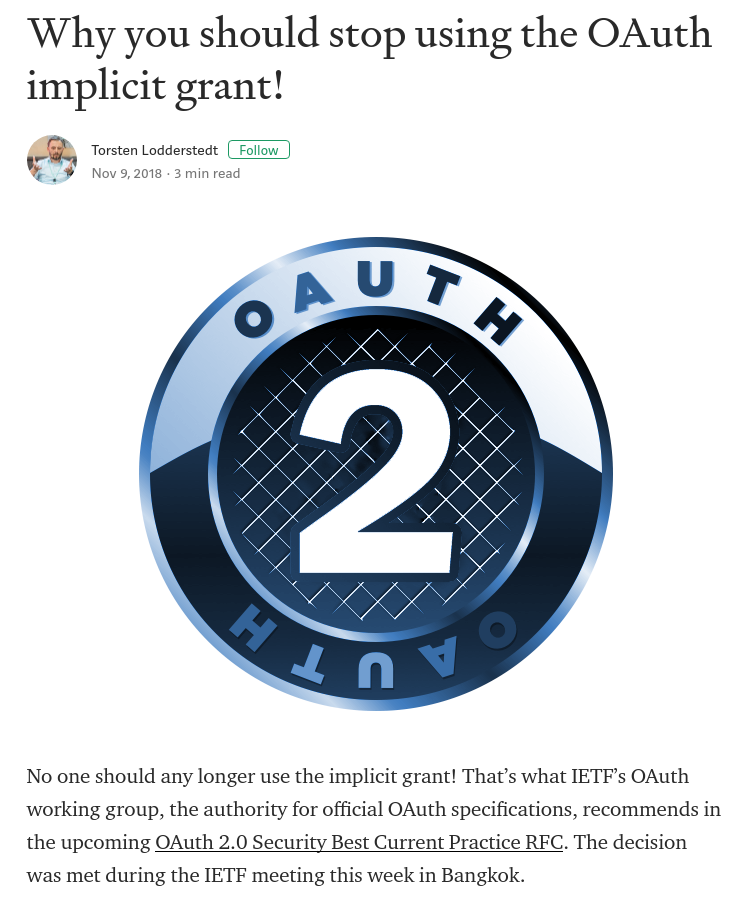 Why you should stop using the OAuth
implicit grant!
Torsten Lodderstedt Follow
Nov 9, 2018 · 3 min read
OAUTH
2
OAUTH
No one should any longer use the implicit grant! That’s what IETF’s OAuth
working group, the authority for official OAuth specifications, recommends in
the upcoming OAuth 2.0 Security Best Current Practice RFC. The decision
was met during the IETF meeting this week in Bangkok.